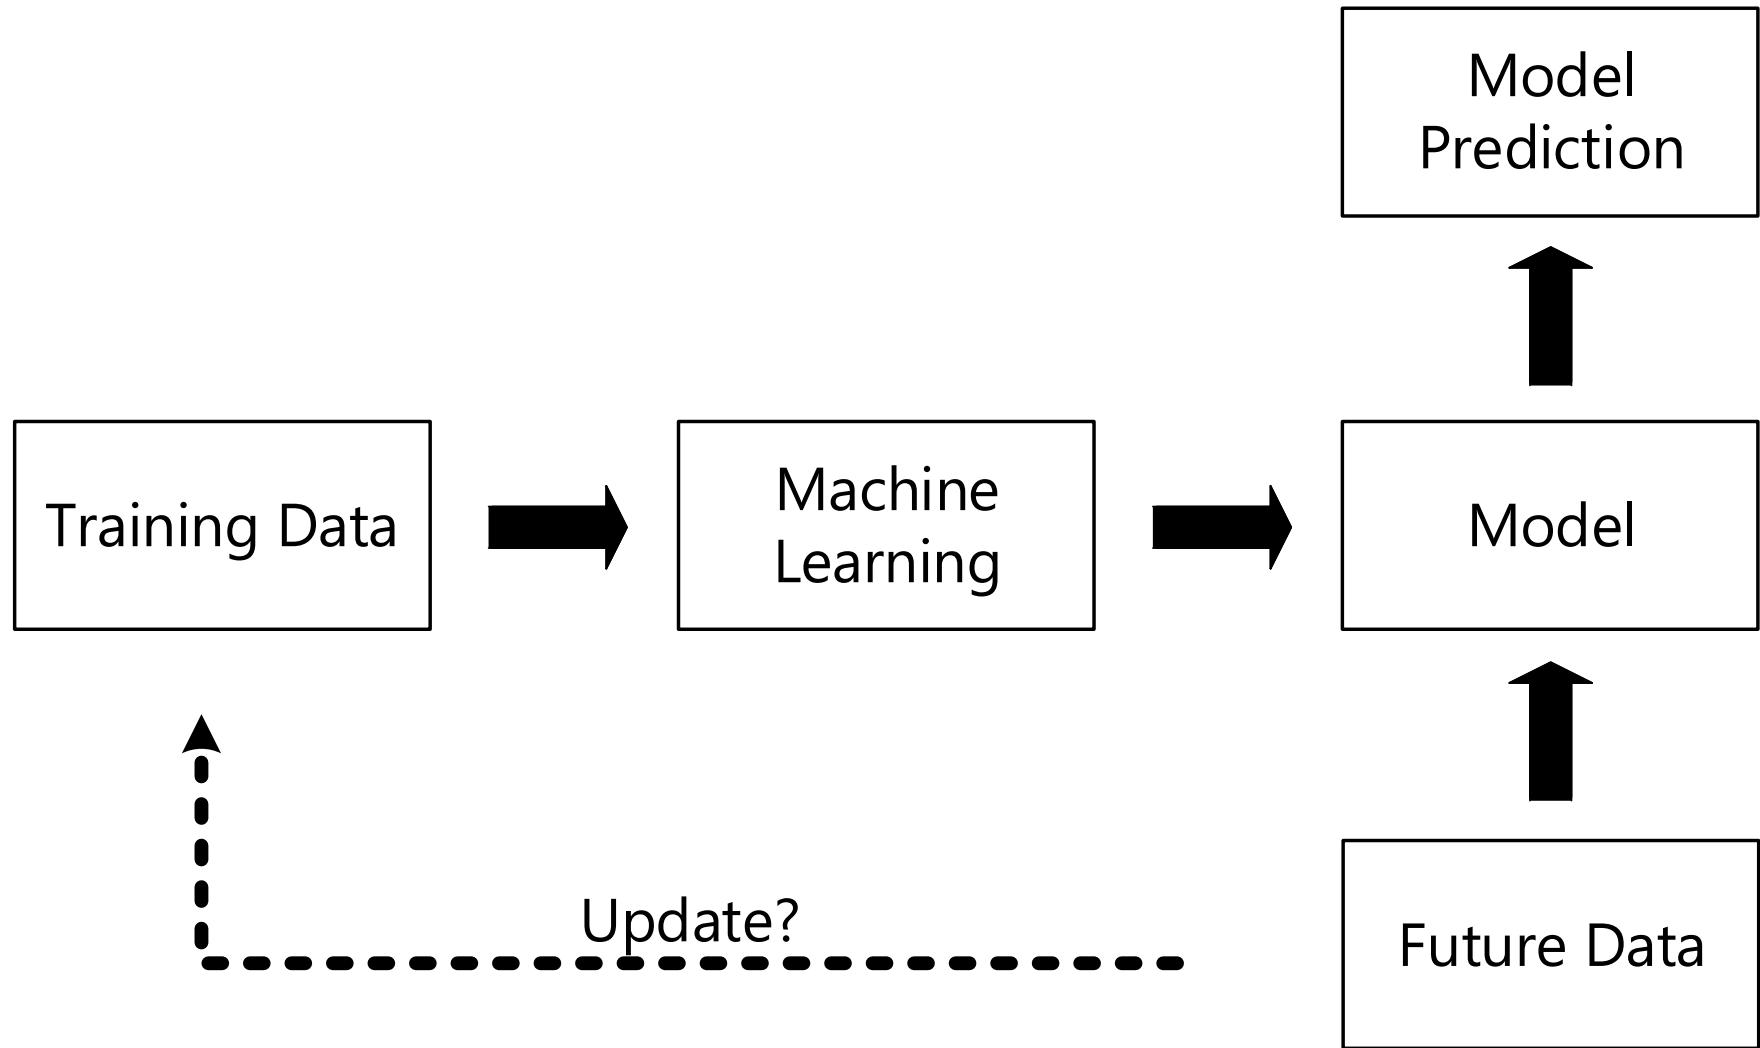 Model
Prediction
Training Data
Machine
Learning
Model
Update?
Future Data